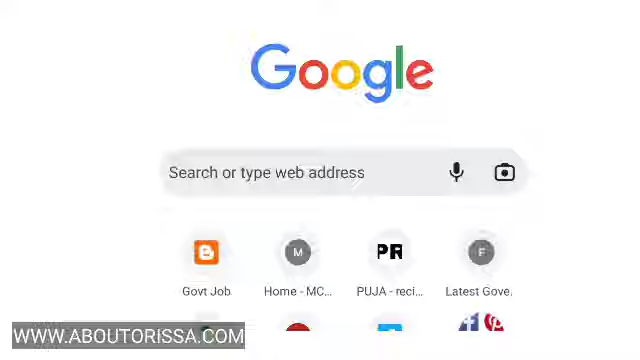 Google
Search or type web address
M PR F
Govt Job Home - MC... PUJA - reci... Latest Gove.
WWW.ABOUTORISSA.COM